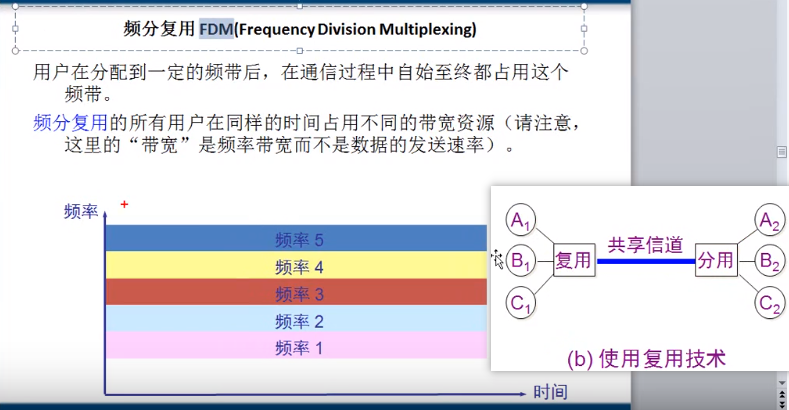 频分复用 FDM(Frequency Division Multiplexing)
用户在分配到一定的频带后，在通信过程中自始至终都占用这个
频带。
频分复用的所有用户在同样的时间占用不同的带宽资源（请注意，
这里的“带宽”是频率带宽而不是数据的发送速率）。
频率
频率 5
频率 4
频率 3
频率 2
频率 1
时间
A1
B1
C1
复用
共享信道
分用
A2
B2
C2
(b) 使用复用技术